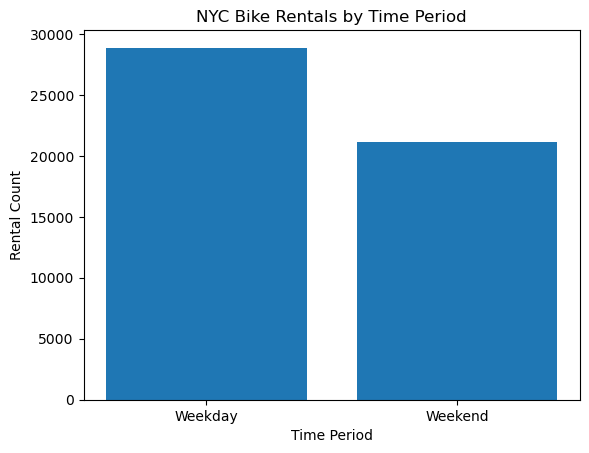 NYC Bike Rentals by Time Period
30000
25000
20000
15000
10000
5000
0
Rental Count
Weekday Weekend
Time Period